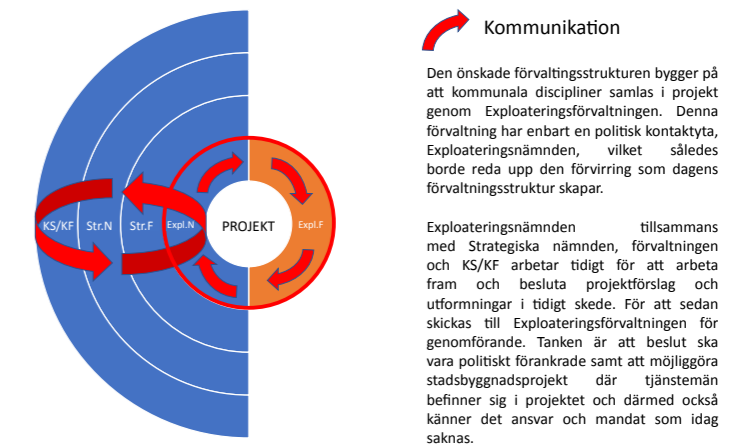 Kommunikation
Den önskade förvaltingsstrukturen bygger på
att kommunala discipliner samlas i projekt
genom Exploateringsförvaltningen. Denna
förvaltning har enbart en politisk kontaktyta,
Exploateringsnämnden, vilket således
borde reda upp den förvirring som dagens
förvaltningsstruktur skapar.
Exploateringsnämnden tillsammans
med Strategiska nämnden, förvaltningen
och KS/KF arbetar tidigt för att arbeta
fram och besluta projektförslag och
utformningar i tidigt skede. För att sedan
skickas till Exploateringsförvaltningen för
genomförande. Tanken är att beslut ska
vara politiskt förankrade samt att möjliggöra
stadsbyggnadsprojekt där tjänstemän
befinner sig i projektet och därmed också
känner det ansvar och mandat som idag
saknas.
KS/KF Str.N Str.F Expl.N PROJEKT Expl.F